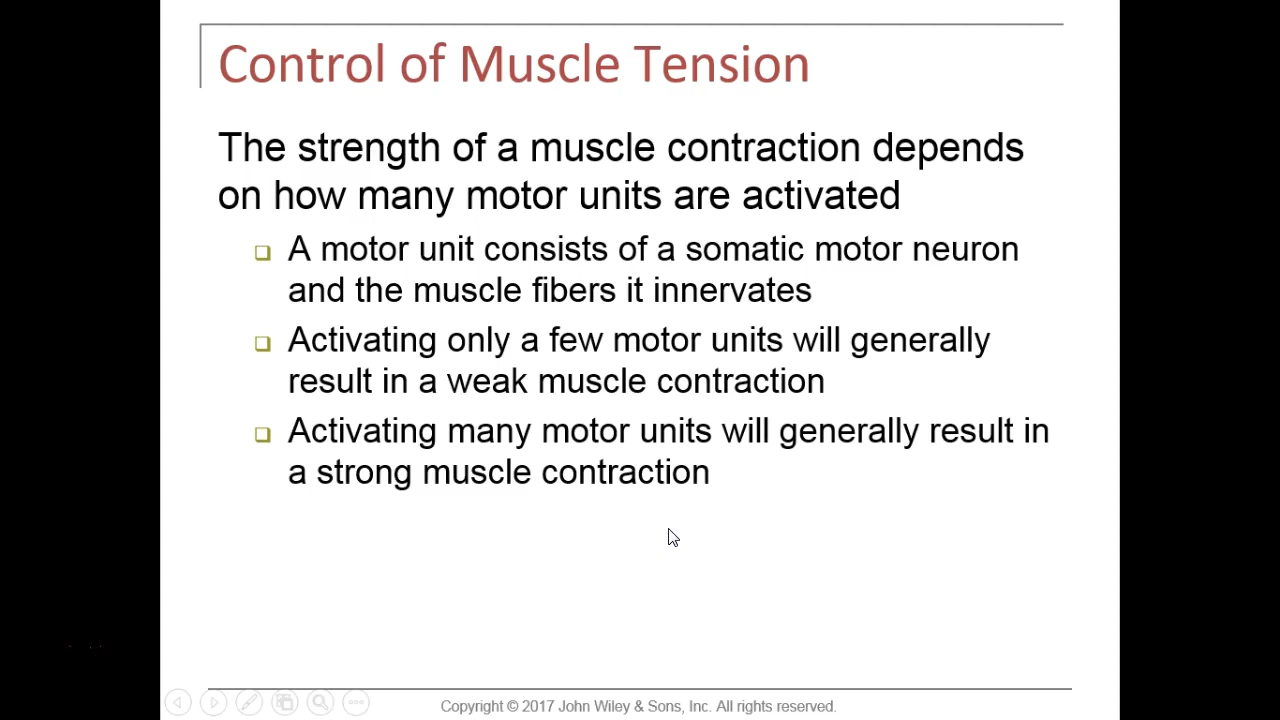 Control of Muscle Tension
The strength of a muscle contraction depends
on how many motor units are activated
A motor unit consists of a somatic motor neuron
and the muscle fibers it innervates
Activating only a few motor units will generally
result in a weak muscle contraction
Activating many motor units will generally result in
a strong muscle contraction
Copyright © 2017 John Wiley & Sons, Inc. All rights reserved.